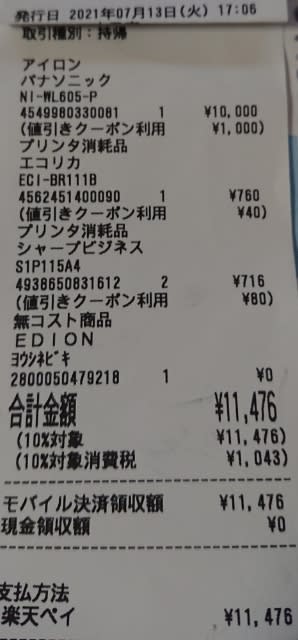 発行日 2021年07月13日(火) 17:06
取引種別:持帰
アイロン
パナソニック
NI-WL605-P
4549980330081 1 ¥10,000
(値引きクーポン利用 ¥1,000)
プリンタ消耗品
エコリカ
ECI-BR111B
4562451400090 1 ¥760
(値引きクーポン利用 ¥40)
プリンタ消耗品
シャープビジネス
S1P115A4
4938650831612 2 ¥716
(値引きクーポン利用 ¥80)
無コスト商品
EDION
ﾖｳｼﾈﾋﾞｷ
2800050479218 1 ¥0
合計金額 ¥11,476
(10%対象 ¥11,476)
(10%対象消費税 ¥1,043)
モバイル決済領収額 ¥11,476
現金領収額 ¥0
支払方法
楽天ペイ ¥11,476